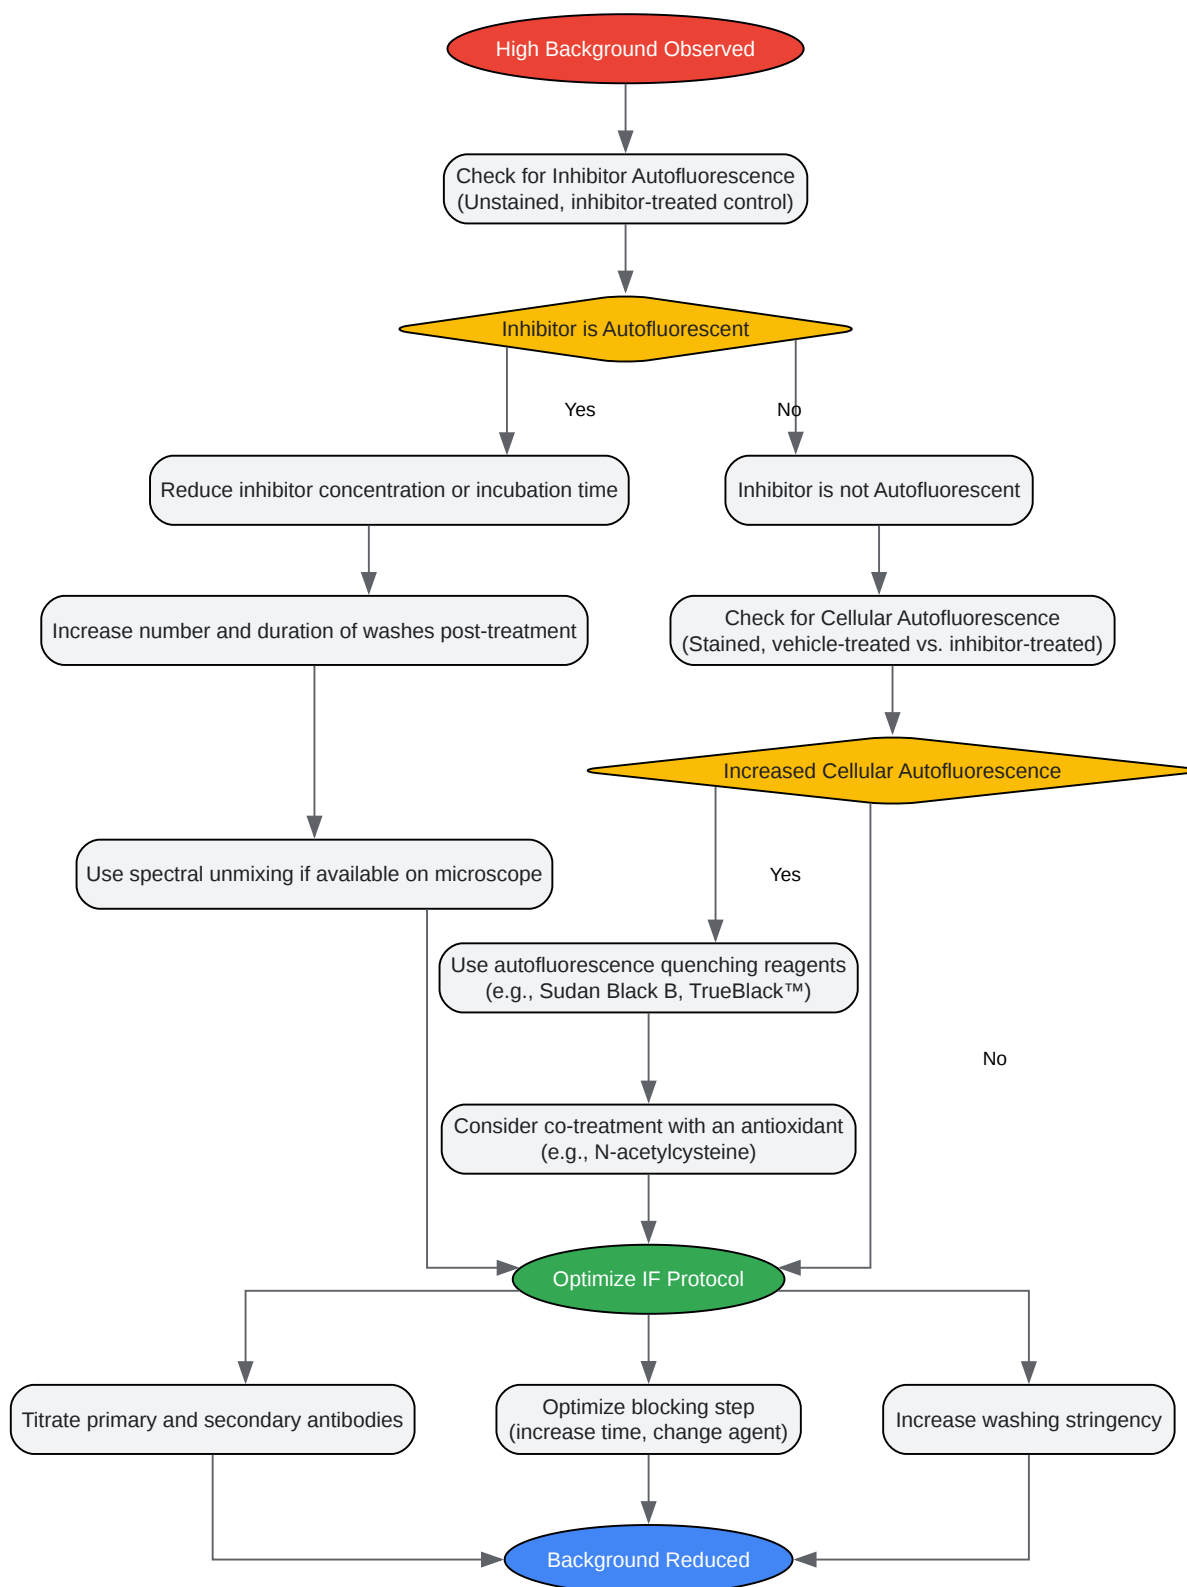 High Background Observed
Check for Inhibitor Autofluorescence
(Unstained, inhibitor-treated control)
Inhibitor is Autofluorescent
Yes
No
Reduce inhibitor concentration or incubation time
Inhibitor is not Autofluorescent
Increase number and duration of washes post-treatment
Check for Cellular Autofluorescence
(Stained, vehicle-treated vs. inhibitor-treated)
Increased Cellular Autofluorescence
Use spectral unmixing if available on microscope
Yes
Use autofluorescence quenching reagents
(e.g., Sudan Black B, TrueBlack™)
No
Consider co-treatment with an antioxidant
(e.g., N-acetylcysteine)
Optimize IF Protocol
Titrate primary and secondary antibodies
Optimize blocking step
(increase time, change agent)
Increase washing stringency
Background Reduced